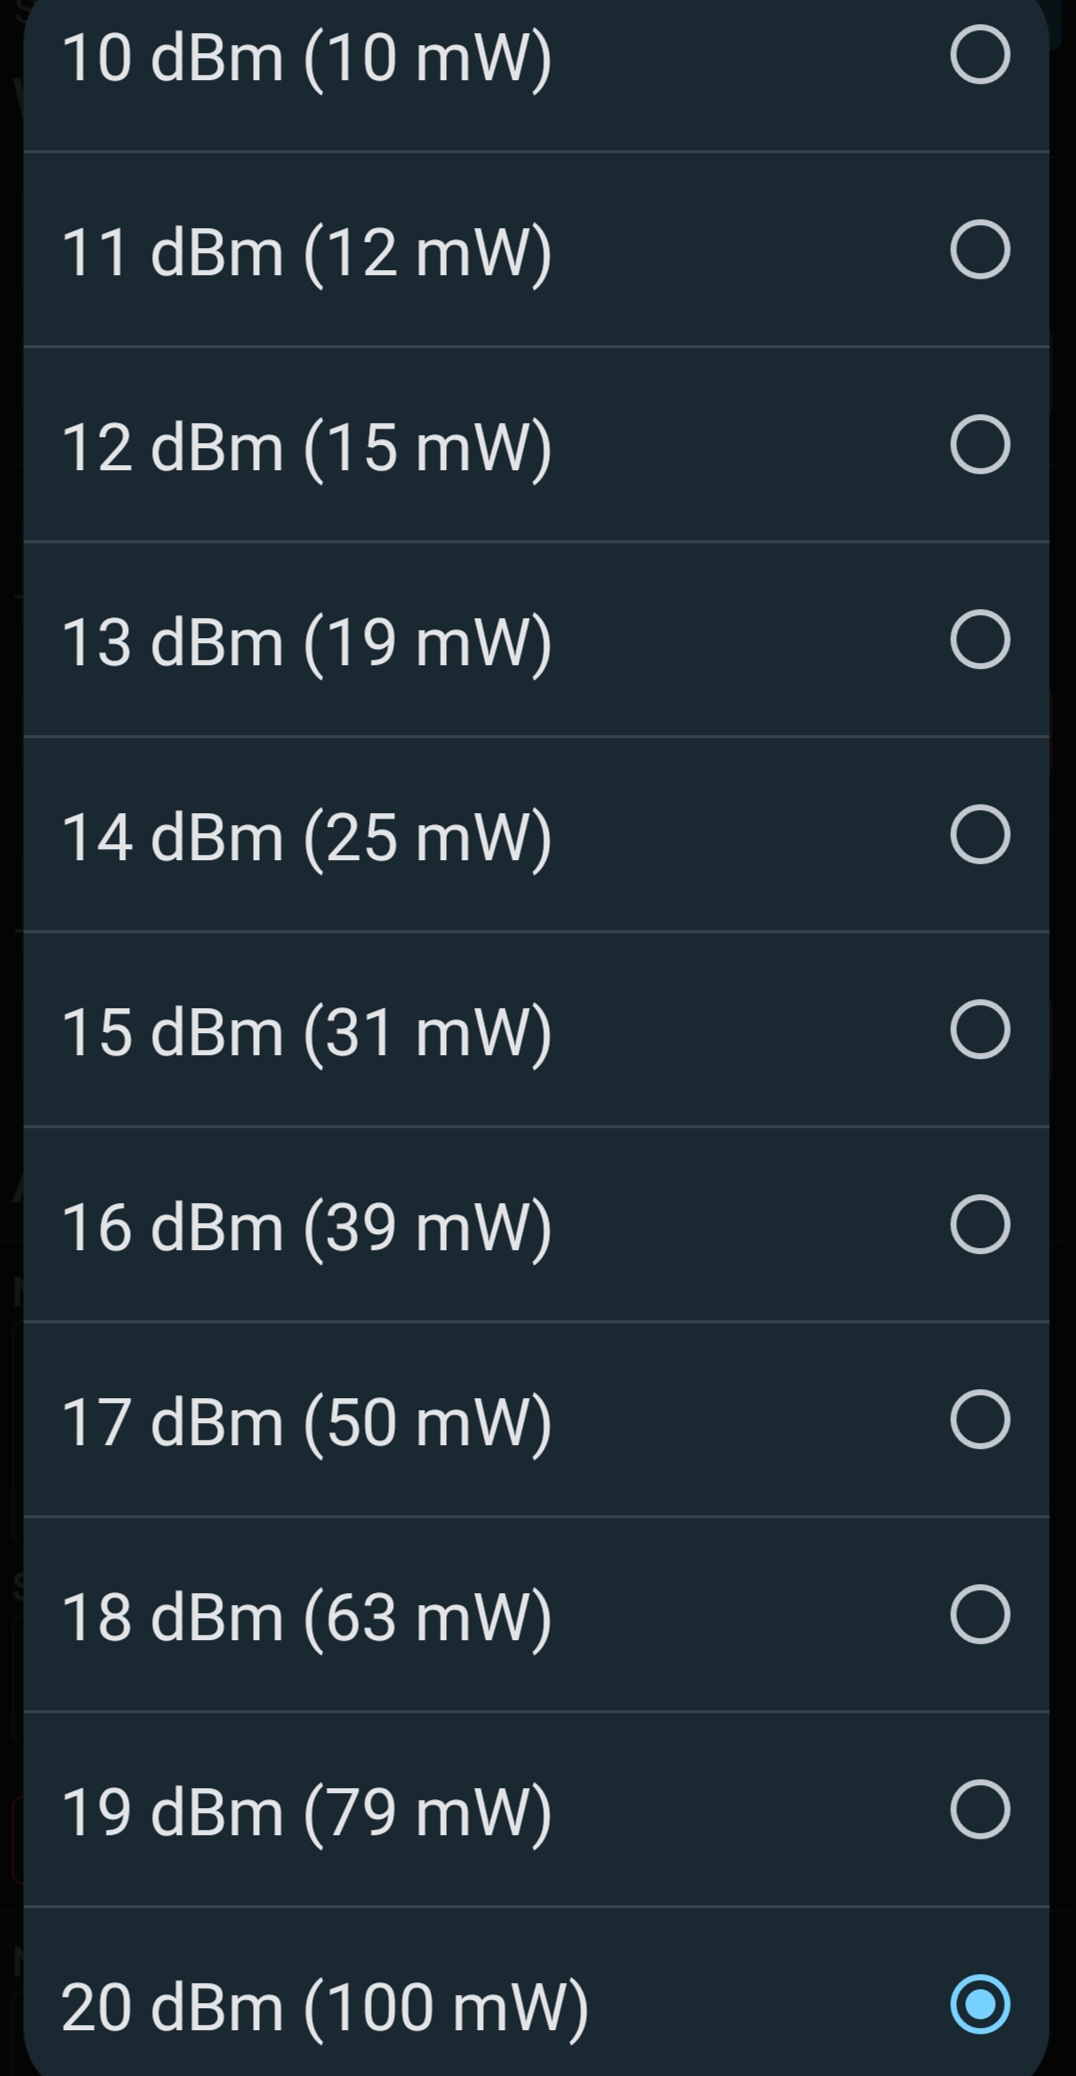 10 dBm (10 mW)
11 dBm (12 mW)
12 dBm (15 mW)
13 dBm (19 mW)
14 dBm (25 mW)
15 dBm (31 mW)
16 dBm (39 mW)
17 dBm (50 mW)
18 dBm (63 mW)
19 dBm (79 mW)
20 dBm (100 mW)